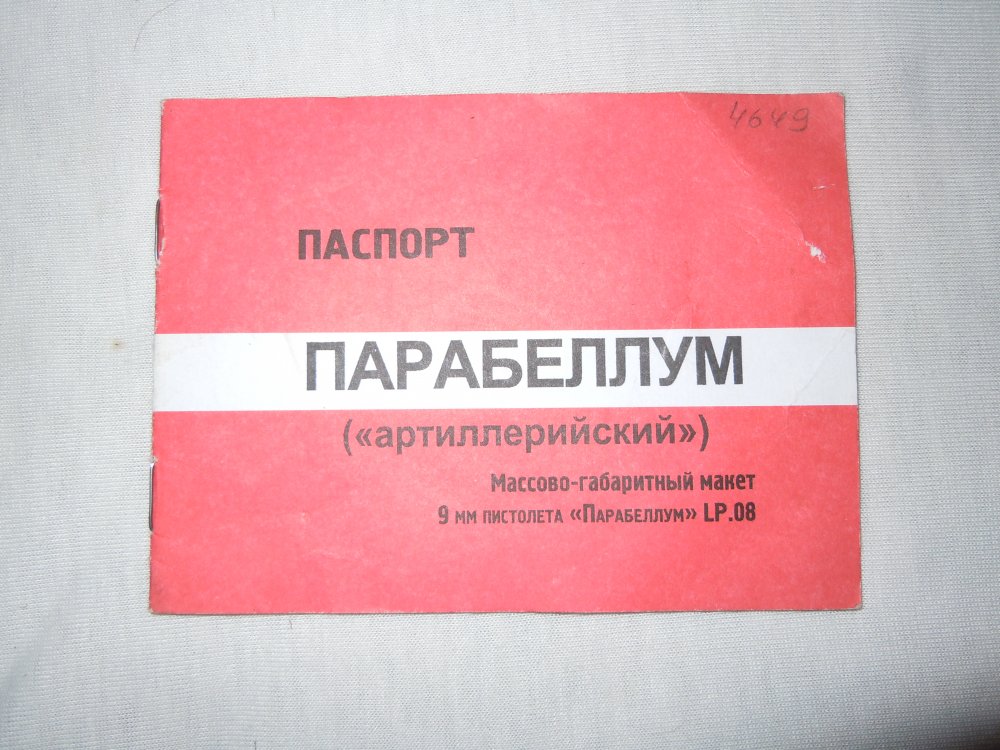 4649
ПАСПОРТ
ПАРАБЕЛЛУМ
(«артиллерийский»)
Массово-габаритный макет
9 мм пистолета «Парабеллум» LP.08